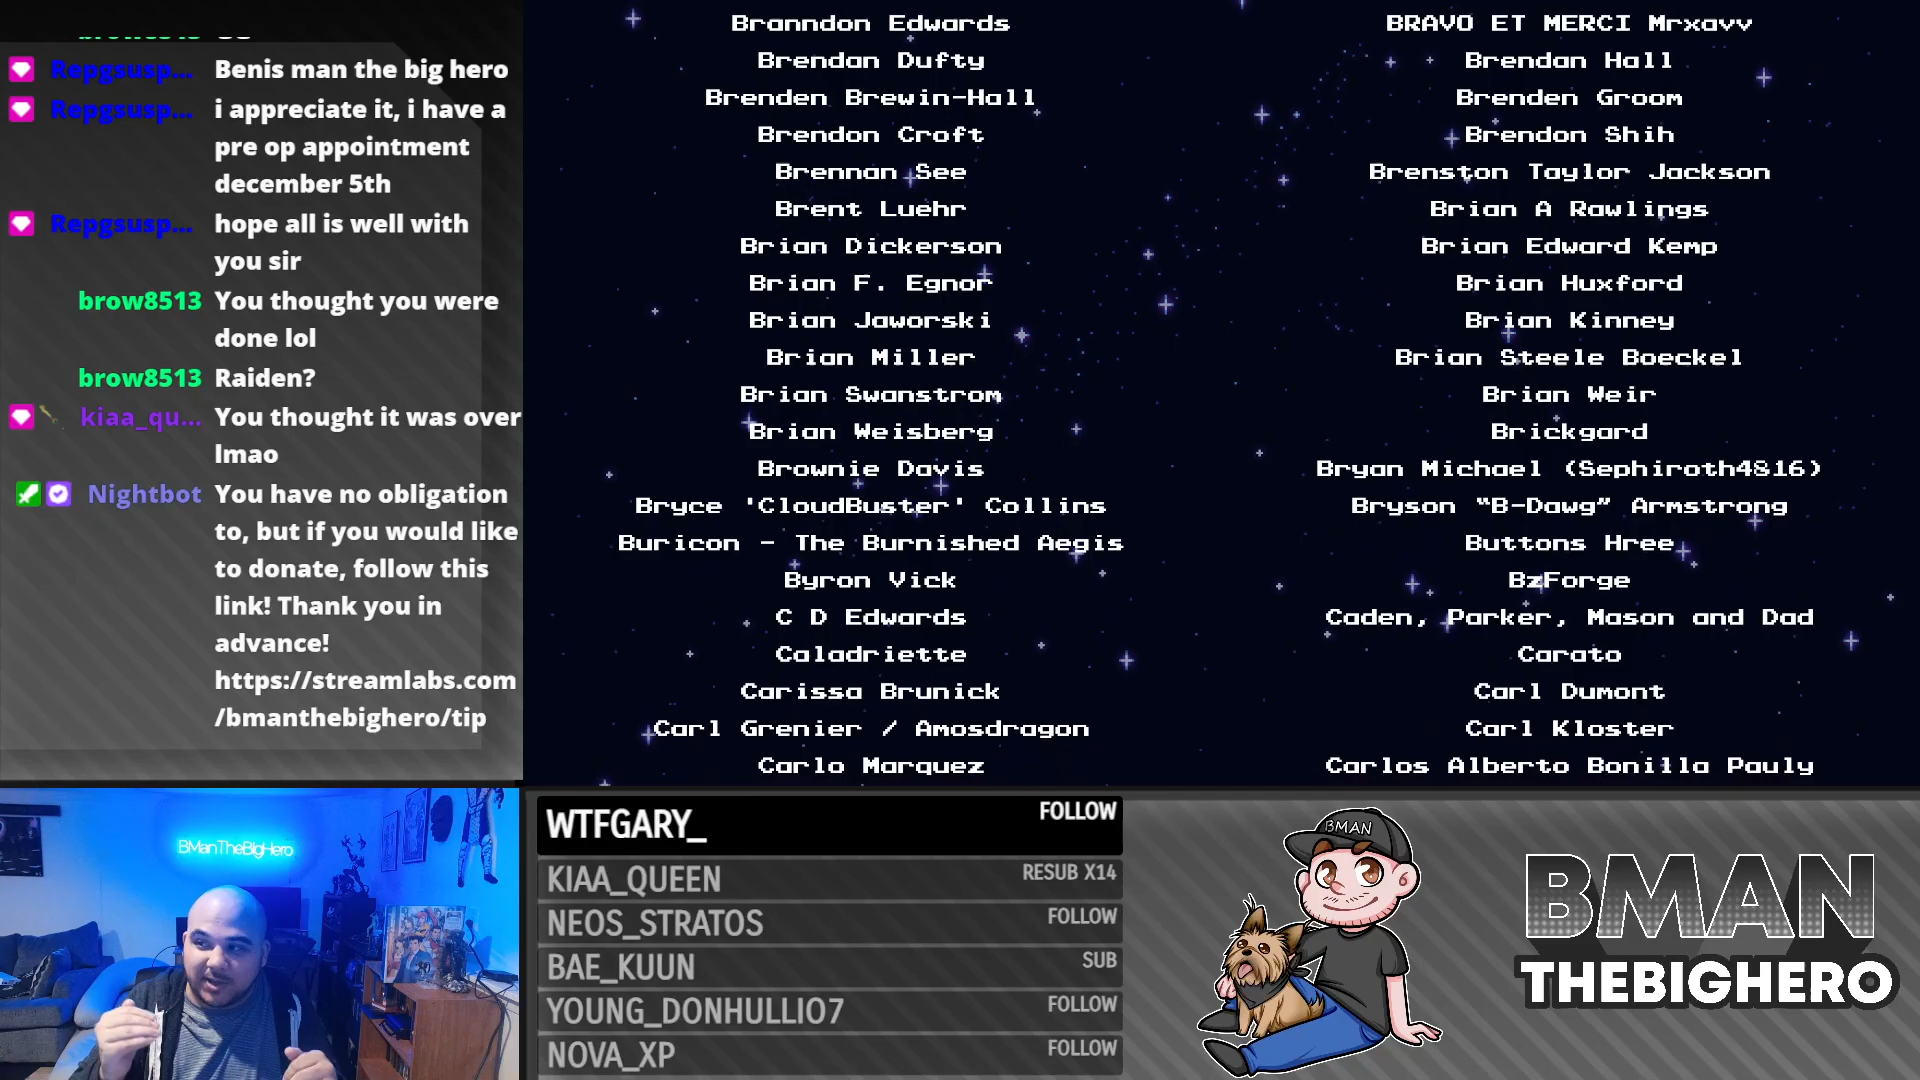 Repgsusp... Benis man the big hero
Repgsusp... i appreciate it, i have a
pre op appointment
december 5th
Repgsusp... hope all is well with
you sir
brow8513 You thought you were
done lol
brow8513 Raiden?
kiaa_qu... You thought it was over
lmao
Nightbot You have no obligation
to, but if you would like
to donate, follow this
link! Thank you in
advance!
https://streamlabs.com
/bmanthebighero/tip
Branndon Edwards
Brendan Dufty
Brenden Brewin-Hall
Brendon Croft
Brennan See
Brent Luehr
Brian Dickerson
Brian F. Egnor
Brian Jaworski
Brian Miller
Brian Swanstrom
Brian Weisberg
Brownie Davis
Bryce 'CloudBuster' Collins
Buricon - The Burnished Aegis
Byron Vick
C D Edwards
Caladriette
Carissa Brunick
Carl Grenier / Amosdragon
Carlo Marquez
BRAVO ET MERCI Mrxavv
Brendan Hall
Brenden Groom
Brendon Shih
Brenston Taylor Jackson
Brian A Rawlings
Brian Edward Kemp
Brian Huxford
Brian Kinney
Brian Steele Boeckel
Brian Weir
Brickgard
Bryan Michael (Sephiroth4816)
Bryson “B-Dawg” Armstrong
Buttons Hree
BzForge
Caden, Parker, Mason and Dad
Carato
Carl Dumont
Carl Kloster
Carlos Alberto Bonilla Pauly
BManTheBigHero
WTFGARY_ FOLLOW
KIAA_QUEEN RESUB X14
NEOS_STRATOS FOLLOW
BAE_KUUN SUB
YOUNG_DONHULLIO7 FOLLOW
NOVA_XP FOLLOW
BMAN
BMAN
THEBIGHERO